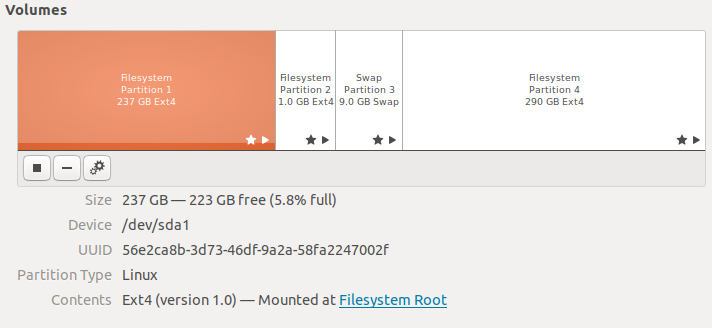 Volumes
Filesystem
Partition 1
237 GB Ext4
Filesystem
Partition 2
1.0 GB Ext4
Swap
Partition 3
9.0 GB Swap
Filesystem
Partition 4
290 GB Ext4
Size 237 GB — 223 GB free (5.8% full)
Device /dev/sda1
UUID 56e2ca8b-3d73-46df-9a2a-58fa2247002f
Partition Type Linux
Contents Ext4 (version 1.0) — Mounted at Filesystem Root